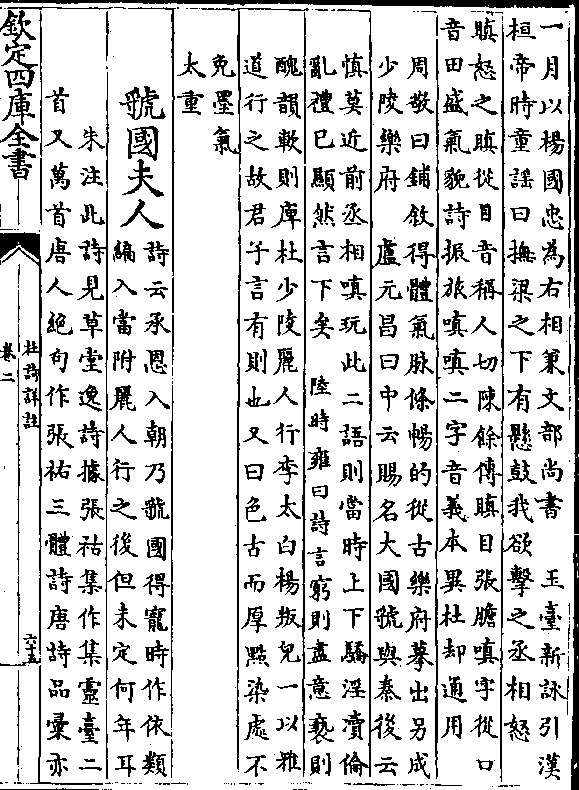 一月以楊國忠為右相兼文部尚書　玉臺新詠引漢
桓帝時童謡曰撫梁之下有懸鼓我欲擊之丞相怒
瞋怒之瞋從目音稱人切陳餘傳瞋目張膽嗔字從口
音田盛氣貌詩振旅嗔嗔二字音義本異杜却通用
周敬曰鋪敘得體氣脉條暢的從古樂府摹出另成
少陵樂府　盧元昌曰中云賜名大國虢與秦後云
慎莫近前丞相嗔玩此二語則當時上下驕淫瀆倫
亂禮已顯然言下矣　陸時雍曰詩言窮則盡意褻則
醜韻軟則庳杜少陵麗人行李太白楊叛兒一以雅
道行之故君子言有則也又曰色古而厚㸃染處不
免墨氣
太重
虢國夫人
詩云承恩入朝乃虢國得寵時作依類
編入當附麗人行之後但未定何年耳
朱注此詩見草堂逸詩據張祜集作集靈臺二
首又萬首唐人絶句作張祐三體詩唐詩品彚亦
欽定四庫全書
杜詩詳註
卷二
六十五